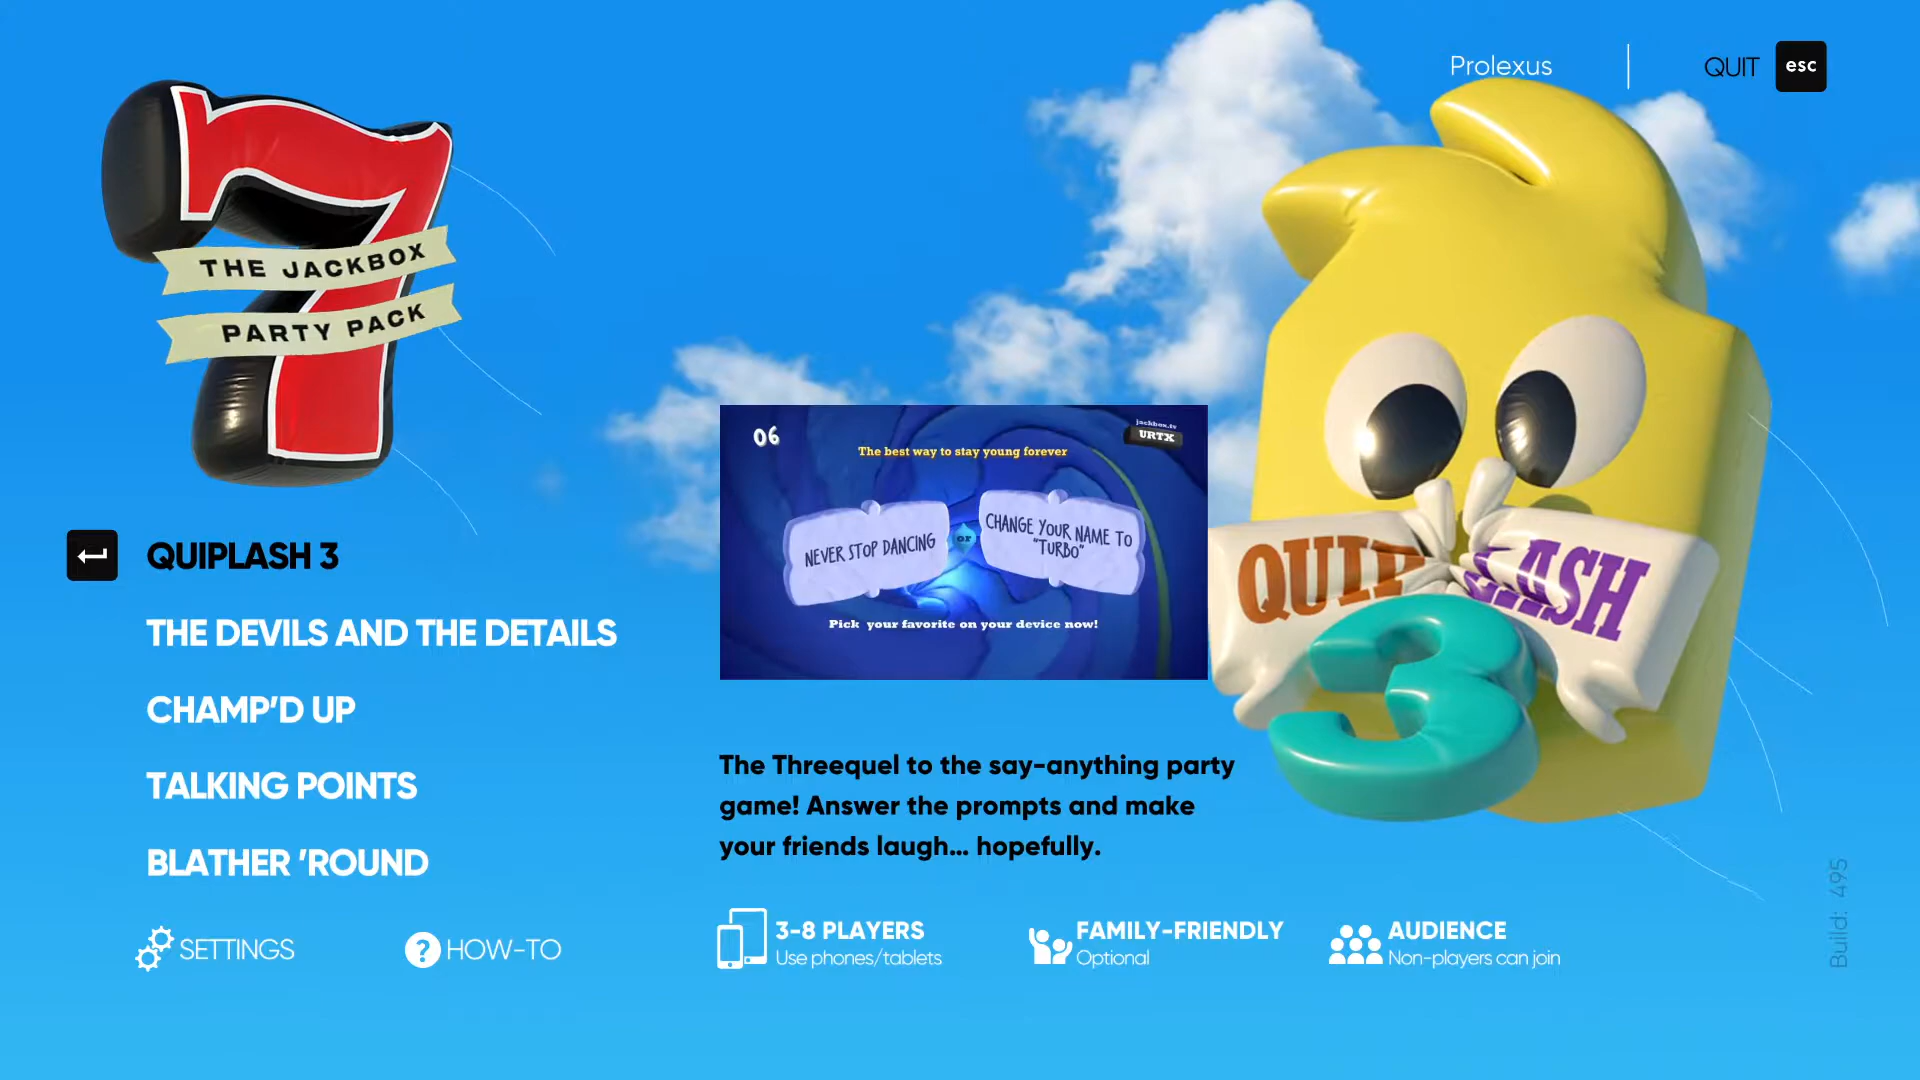 Prolexus
QUIT
esc
THE JACKBOX
PARTY PACK
QUIPLASH 3
THE DEVILS AND THE DETAILS
CHAMP'D UP
TALKING POINTS
BLATHER 'ROUND
SETTINGS
HOW-TO
06
jackbox.tv
URTX
The best way to stay young forever
NEVER STOP DANCING
or
CHANGE YOUR NAME TO
"TURBO"
Pick your favorite on your device now!
QUIPLASH
3
The Threequel to the say-anything party
game! Answer the prompts and make
your friends laugh... hopefully.
3-8 PLAYERS
Use phones/tablets
FAMILY-FRIENDLY
Optional
AUDIENCE
Non-players can join
Build: 495